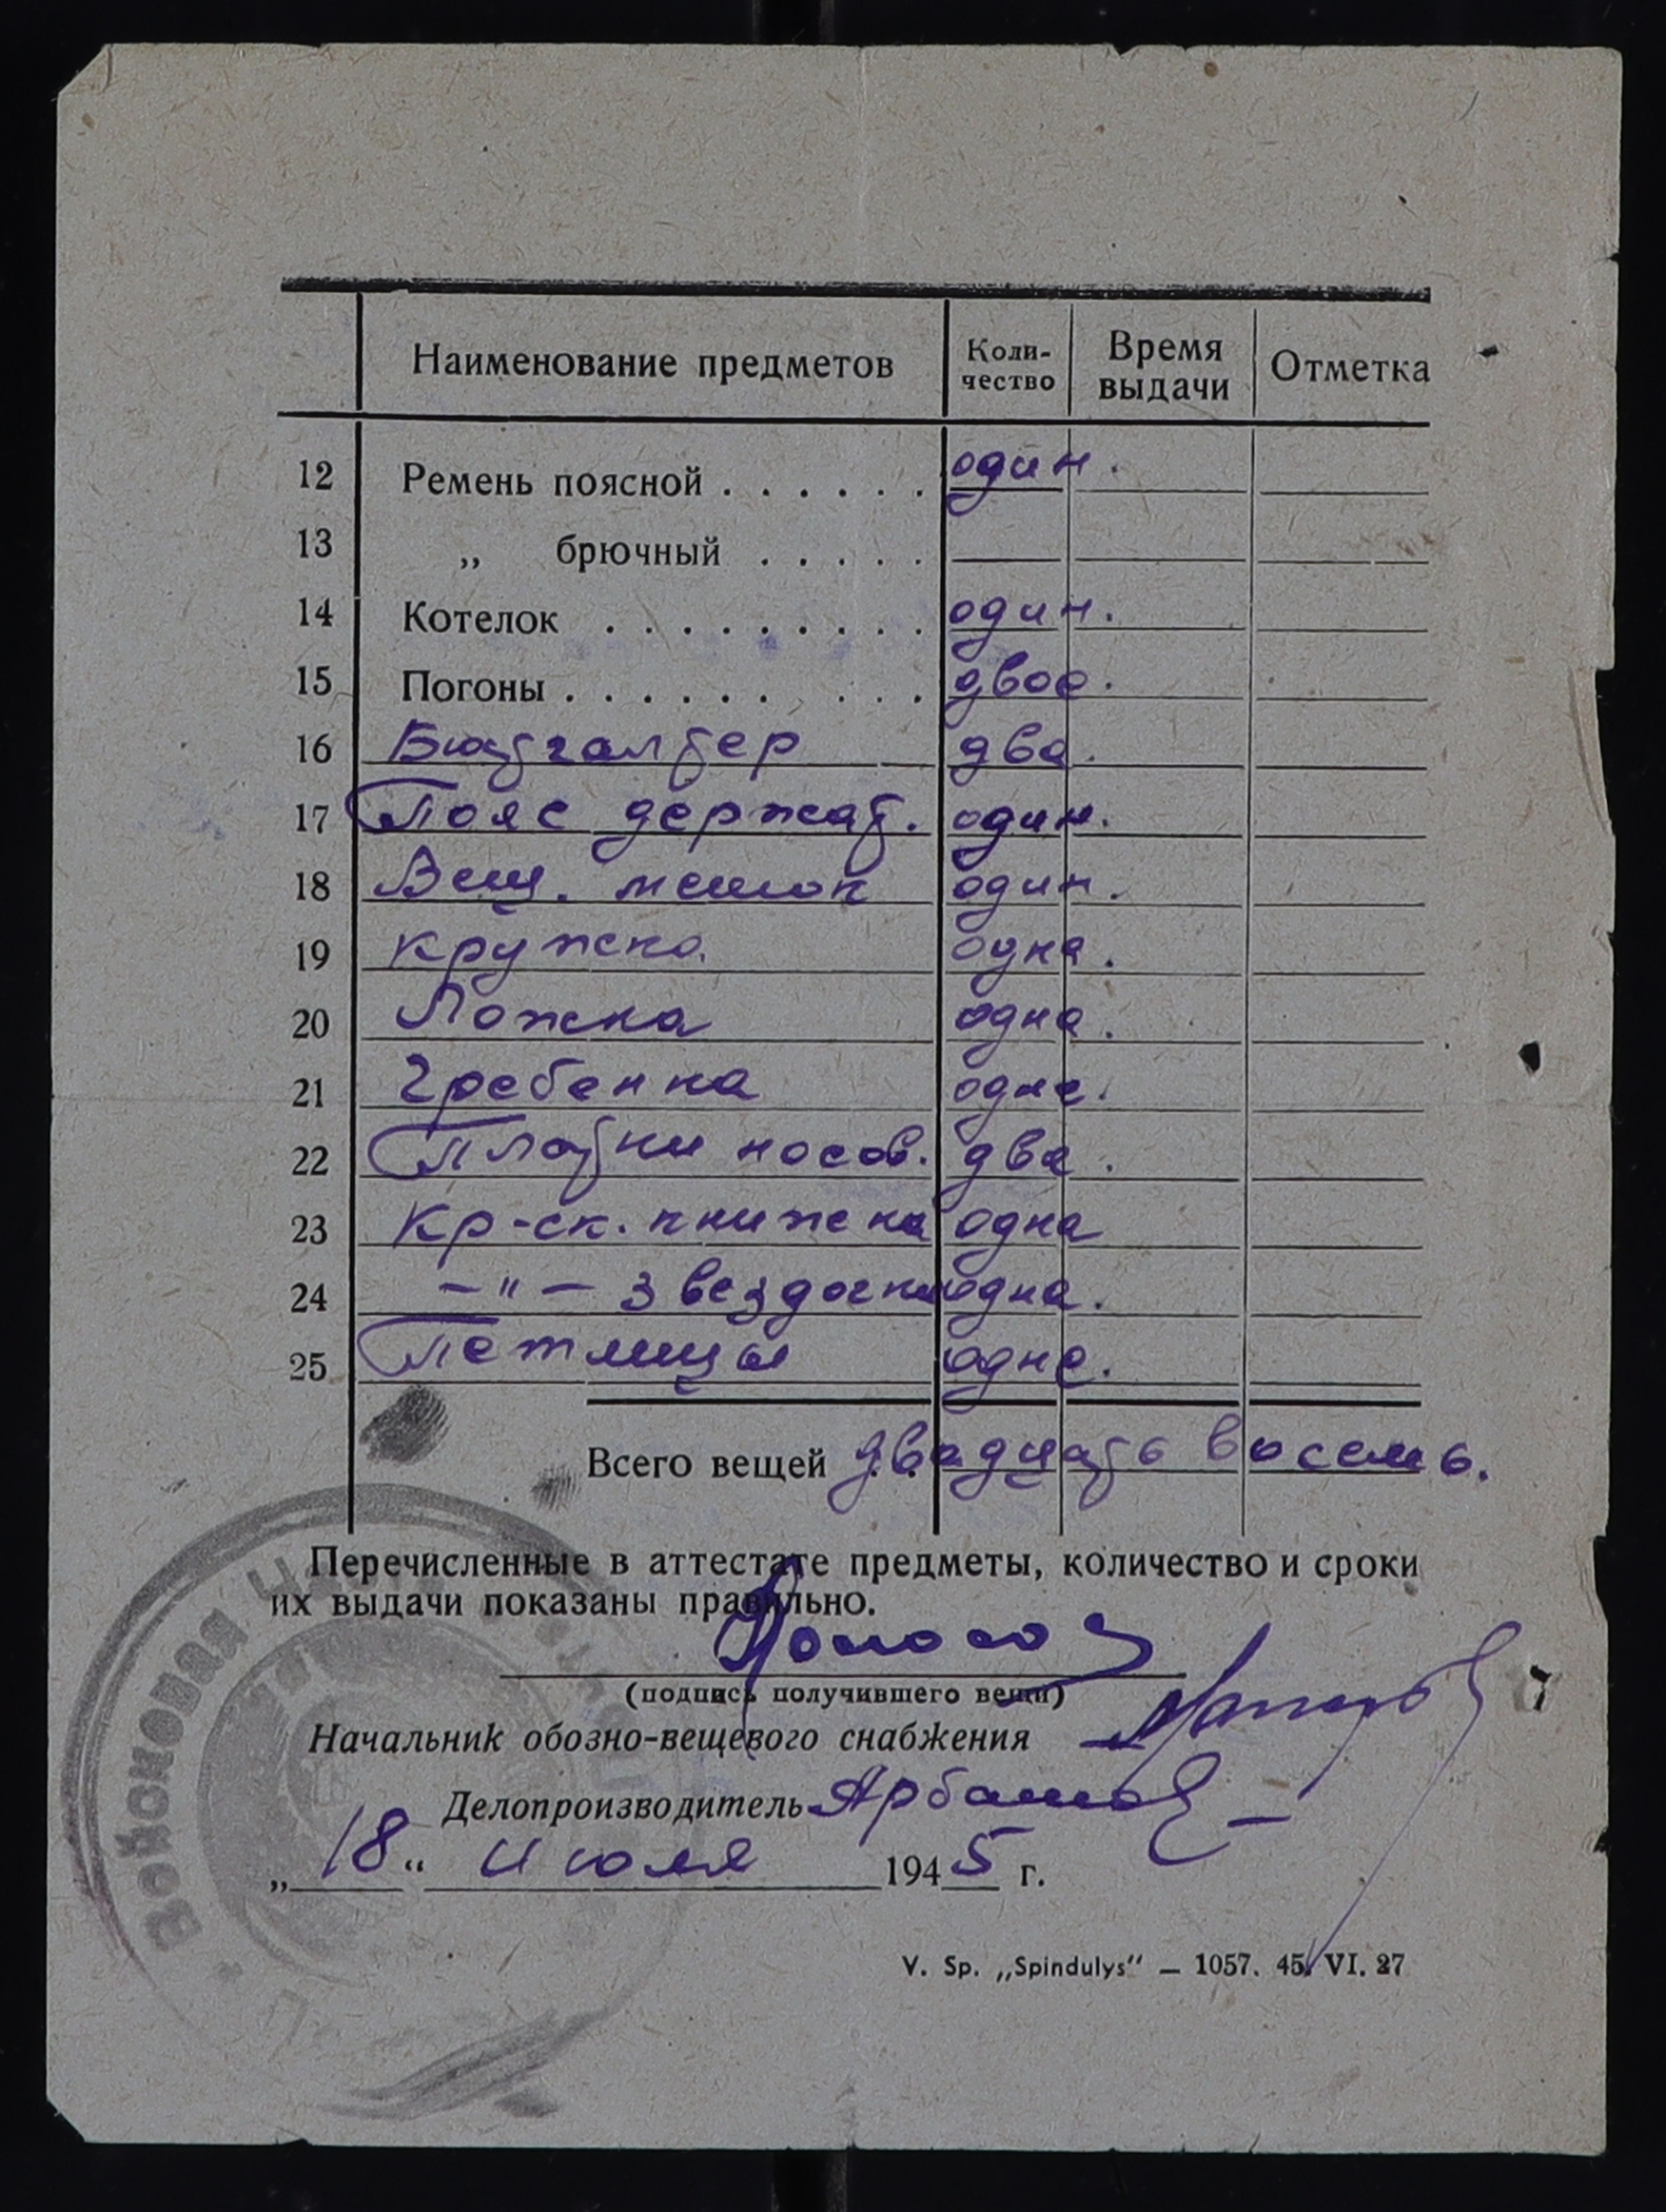 Наименование предметов Коли-чество Время выдачи Отметка
12 Ремень поясной . . . . . . один.
13 „ брючный . . . . .
14 Котелок . . . . . . . . . один.
15 Погоны . . . . . . . . . двое.
16 Бюстгалтер два.
17 Пояс держат. один.
18 Вещ. мешок один.
19 Кружка одна.
20 Ложка одна.
21 Гребенка одна.
22 Платки носов. два.
23 Кр-ск. книжка одна
24 —"— звездочка одна.
25 Петлицы одне.
Всего вещей двадцать восемь.
Перечисленные в аттестате предметы, количество и сроки
их выдачи показаны правильно.
(подпись получившего вещи)
Начальник обозно-вещевого снабжения
Делопроизводитель
„18“ июля 1945 г.
V. Sp. „Spindulys“ — 1057. 45. VI. 27
Войсковая